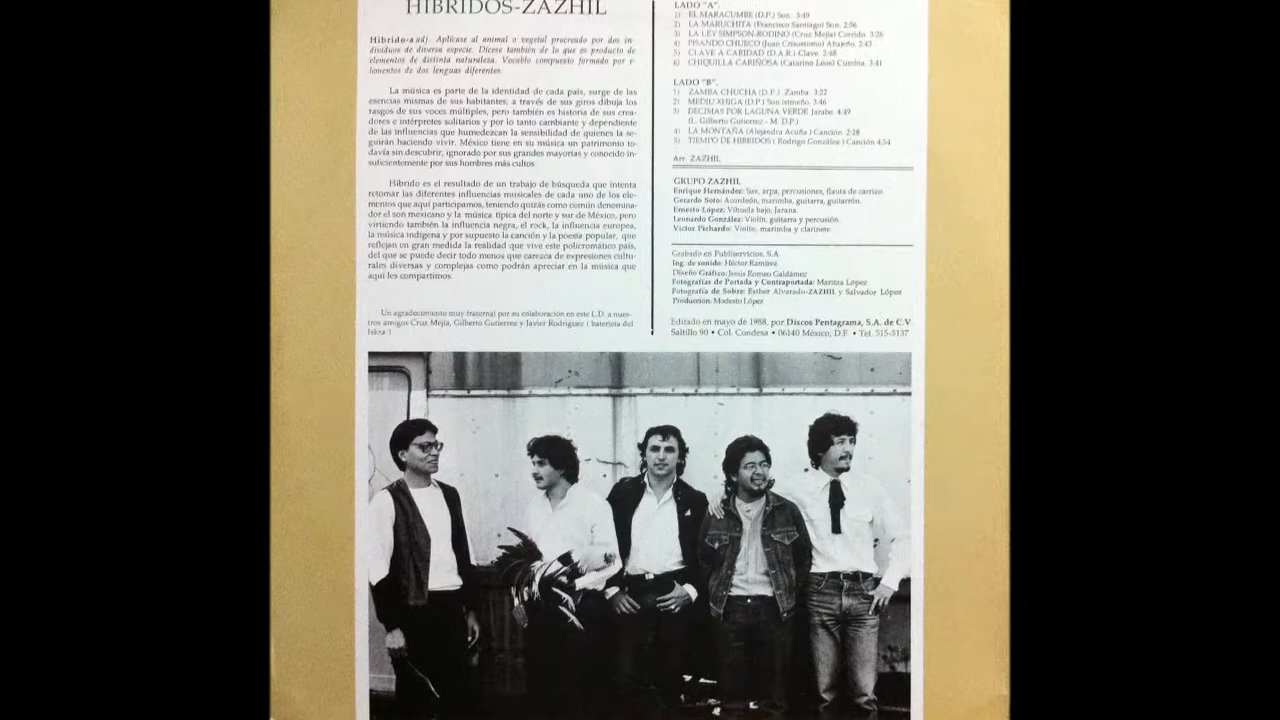 HIBRIDOS-ZAZHIL
Híbrido-a adj. Aplícase al animal o vegetal procreado por dos in-
dividuos de diversa especie. Dícese también de lo que es producto de
elementos de distinta naturaleza. Vocablo compuesto formado por e-
lementos de dos lenguas diferentes.
La música es parte de la identidad de cada país, surge de las
esencias mismas de sus habitantes, a través de sus giros dibuja los
rasgos de sus voces múltiples, pero también es historia de sus crea-
dores e intérpretes solitarios y por lo tanto cambiante y dependiente
de las influencias que humedezcan la sensibilidad de quienes la se-
guirán haciendo vivir. México tiene en su música un patrimonio to-
davía sin descubrir, ignorado por sus grandes mayorías y conocido in-
suficientemente por sus hombres más cultos.
Híbrido es el resultado de un trabajo de búsqueda que intenta
retomar las diferentes influencias musicales de cada uno de los ele-
mentos que aquí participamos, teniendo quizás como común denomina-
dor el son mexicano y la música típica del norte y sur de México, pero
virtiendo también la influencia negra, el rock, la influencia europea,
la música indígena y por supuesto la canción y la poesía popular, que
reflejan en gran medida la realidad que vive este policromático país,
del que se puede decir todo menos que carezca de expresiones cultu-
rales diversas y complejas como podrán apreciar en la música que
aquí les compartimos.
Un agradecimiento muy fraternal por su colaboración en este L.D. a nues-
tros amigos Cruz Mejía, Gilberto Gutierrez y Javier Rodríguez ( baterista del
Iskra )
LADO "A".
1) EL MARACUMBE (D.P.) Son. 3:49
2) LA MARUCHITA (Francisco Santiago) Son. 2:56
3) LA LEY SIMPSON-RODINO (Cruz Mejía) Corrido. 3:26
4) PISANDO CHUECO (Juan Crisostomo) Abajeño. 2:43
5) CLAVE A CARIDAD (D.A.R.) Clave. 2:48
6) CHIQUILLA CARIÑOSA (Catarino Leos) Cumbia. 3:41
LADO "B".
1) ZAMBA CHUCHA (D.P.) Zamba. 3:22
2) MEDIU XHIGA (D.P.) Son istmeño. 3:46
3) DECIMAS POR LAGUNA VERDE Jarabe. 4:49
(L. Gilberto Gutierrez - M. D.P.)
4) LA MONTAÑA (Alejandra Acuña ) Canción. 2:28
5) TIEMPO DE HIBRIDOS ( Rodrigo González ) Canción 4:54
Arr. ZAZHIL
GRUPO ZAZHIL
Enrique Hernández: Sax, arpa, percusiones, flauta de carrizo.
Gerardo Soto: Acordeón, marimba, guitarra, guitarrón.
Ernesto López: Vihuela bajo, Jarana.
Leonardo González: Violín, guitarra y percusión.
Víctor Pichardo: Violín, marimba y clarinete.
Grabado en Publiservicios, S.A.
Ing. de sonido: Héctor Ramírez
Diseño Gráfico: Jesús Romeo Galdámez
Fotografías de Portada y Contraportada: Maritza López
Fotografía de Sobre: Esther Alvarado-ZAZHIL y Salvador López
Producción: Modesto López
Editado en mayo de 1988, por Discos Pentagrama, S.A. de C.V.
Saltillo 90 • Col. Condesa • 06140 México, D.F. • Tel. 515-3137